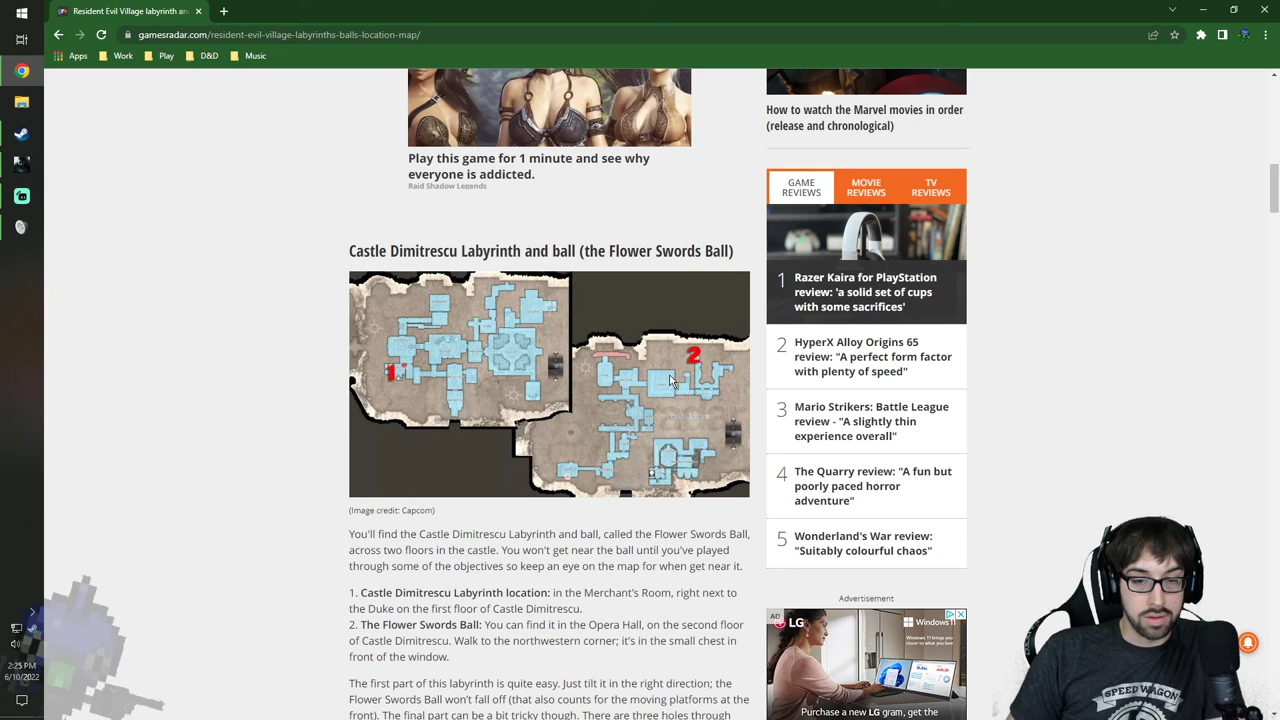 Resident Evil Village labyrinths an
gamesradar.com/resident-evil-village-labyrinths-balls-location-map/
Apps Work Play D&D Music
Play this game for 1 minute and see why
everyone is addicted.
Raid Shadow Legends
Castle Dimitrescu Labyrinth and ball (the Flower Swords Ball)
1
2
(Image credit: Capcom)
You'll find the Castle Dimitrescu Labyrinth and ball, called the Flower Swords Ball,
across two floors in the castle. You won't get near the ball until you've played
through some of the objectives so keep an eye on the map for when get near it.
1. Castle Dimitrescu Labyrinth location: in the Merchant's Room, right next to
the Duke on the first floor of Castle Dimitrescu.
2. The Flower Swords Ball: You can find it in the Opera Hall, on the second floor
of Castle Dimitrescu. Walk to the northwestern corner; it's in the small chest in
front of the window.
The first part of this labyrinth is quite easy. Just tilt it in the right direction; the
Flower Swords Ball won't fall off (that also counts for the moving platforms at the
front). The final part can be a bit tricky though. There are three holes through
How to watch the Marvel movies in order
(release and chronological)
GAME
REVIEWS
MOVIE
REVIEWS
TV
REVIEWS
1 Razer Kaira for PlayStation
review: 'a solid set of cups
with some sacrifices'
2 HyperX Alloy Origins 65
review: "A perfect form factor
with plenty of speed"
3 Mario Strikers: Battle League
review - "A slightly thin
experience overall"
4 The Quarry review: "A fun but
poorly paced horror
adventure"
5 Wonderland's War review:
"Suitably colourful chaos"
Advertisement
AD
LG
Windows 11
Purchase a new LG gram, get the
SPEED WAGON
2:25 PM
6/10/2022